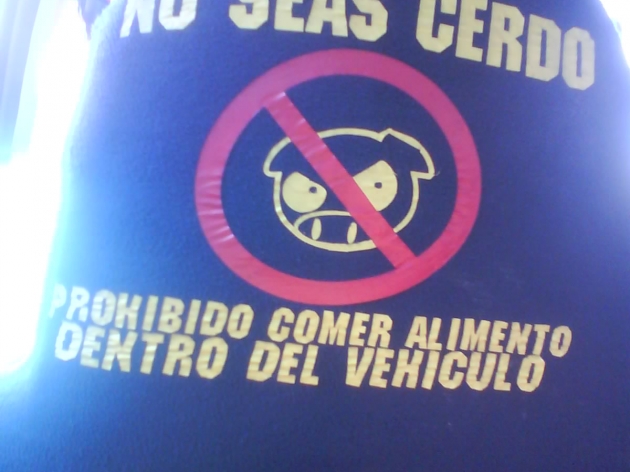 NO SEAS CERDO
PROHIBIDO COMER ALIMENTO
DENTRO DEL VEHICULO